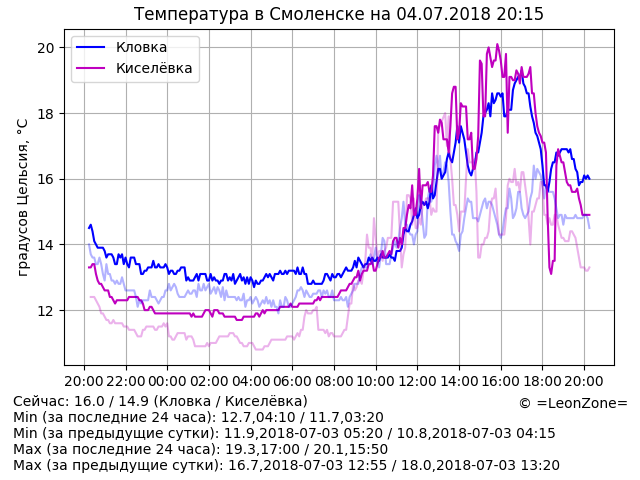 Температура в Смоленске на 04.07.2018 20:15
Кловка
Киселёвка
градусов Цельсия, °C
20
18
16
14
12
20:00 22:00 00:00 02:00 04:00 06:00 08:00 10:00 12:00 14:00 16:00 18:00 20:00
Сейчас: 16.0 / 14.9 (Кловка / Киселёвка)
© =LeonZone=
Min (за последние 24 часа): 12.7,04:10 / 11.7,03:20
Min (за предыдущие сутки): 11.9,2018-07-03 05:20 / 10.8,2018-07-03 04:15
Max (за последние 24 часа): 19.3,17:00 / 20.1,15:50
Max (за предыдущие сутки): 16.7,2018-07-03 12:55 / 18.0,2018-07-03 13:20